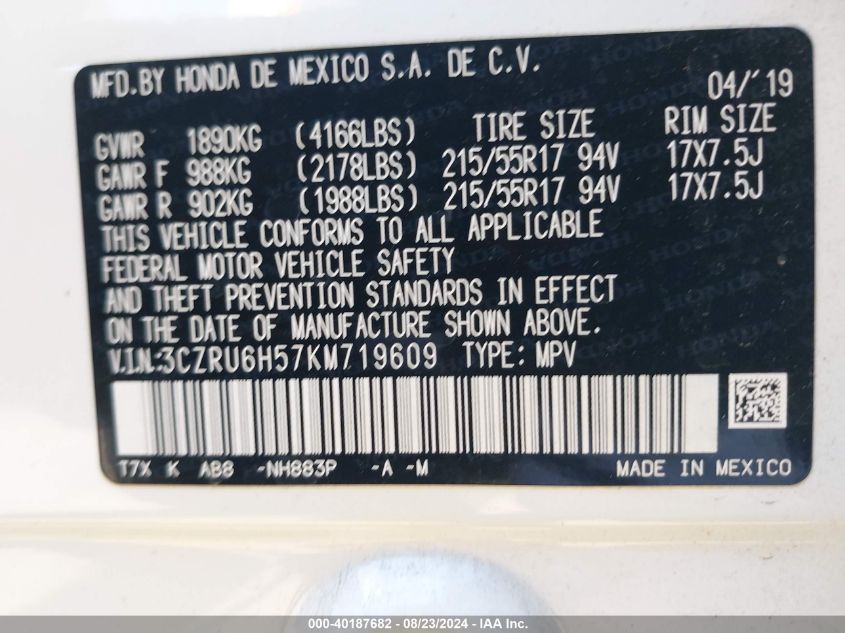 MFD.BY HONDA DE MEXICO S.A. DE C.V.
04/'19
GVWR 1890KG (4166LBS) TIRE SIZE RIM SIZE
GAWR F 988KG (2178LBS) 215/55R17 94V 17X7.5J
GAWR R 902KG (1988LBS) 215/55R17 94V 17X7.5J
THIS VEHICLE CONFORMS TO ALL APPLICABLE
FEDERAL MOTOR VEHICLE SAFETY
AND THEFT PREVENTION STANDARDS IN EFFECT
ON THE DATE OF MANUFACTURE SHOWN ABOVE.
V.I.N:3CZRU6H57KM719609 TYPE: MPV
T7X K AB8 -NH883P -A -M MADE IN MEXICO
000-40187682 - 08/23/2024 - IAA Inc.